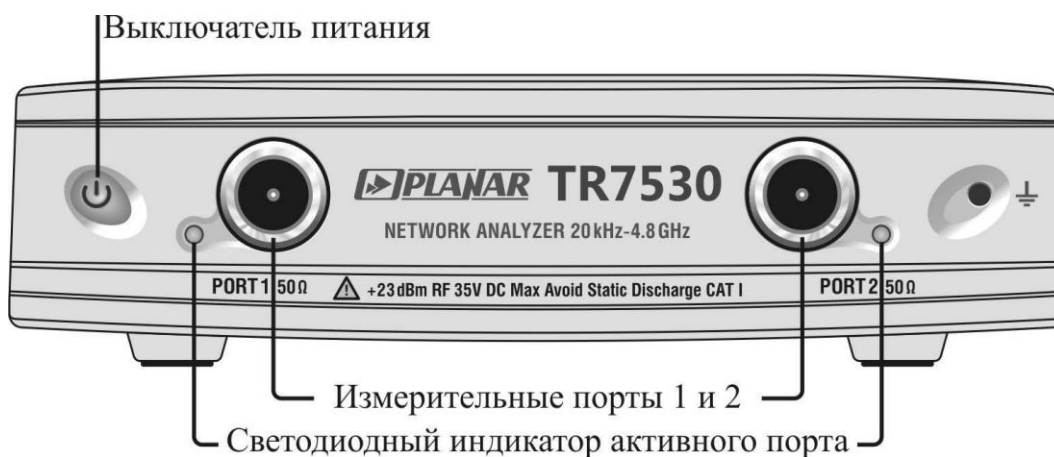 Выключатель питания
PLANAR TR7530
NETWORK ANALYZER 20 kHz-4.8 GHz
PORT 1 50 Ω ⚠ +23 dBm RF 35V DC Max Avoid Static Discharge CAT I PORT 2 50 Ω
Измерительные порты 1 и 2
Светодиодный индикатор активного порта